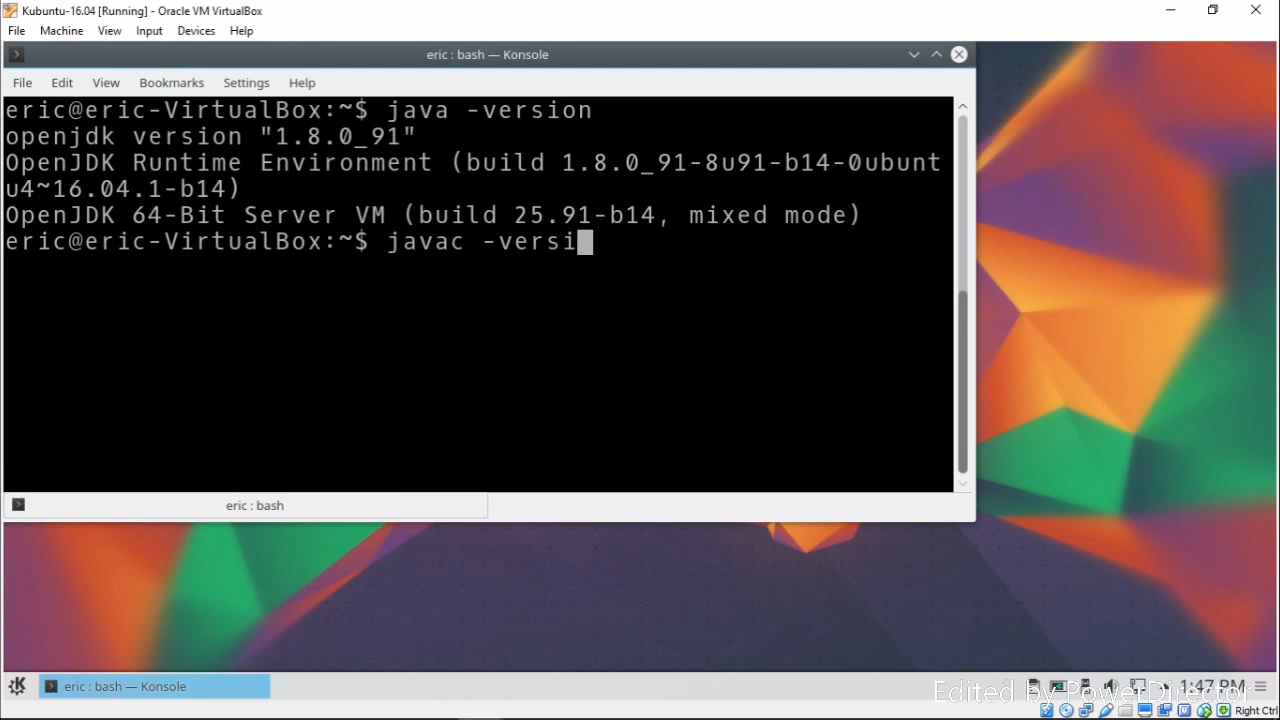 Kubuntu-16.04 [Running] - Oracle VM VirtualBox
File Machine View Input Devices Help
eric : bash — Konsole
File Edit View Bookmarks Settings Help
eric@eric-VirtualBox:~$ java -version
openjdk version "1.8.0_91"
OpenJDK Runtime Environment (build 1.8.0_91-8u91-b14-0ubunt
u4~16.04.1-b14)
OpenJDK 64-Bit Server VM (build 25.91-b14, mixed mode)
eric@eric-VirtualBox:~$ javac -versi
eric : bash
eric : bash — Konsole
1:47 PM
Edited by PowerDirector
Right Ctrl